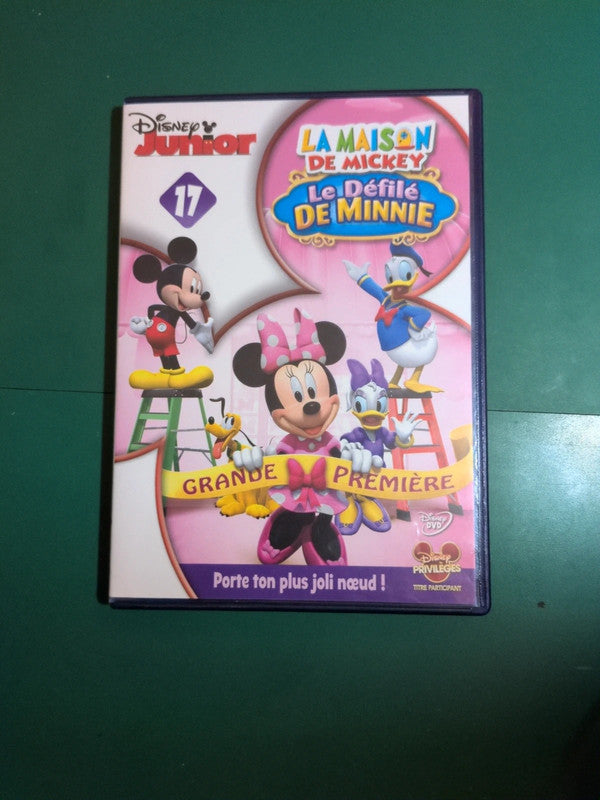 Disney
Junior
17
LA MAISON
DE MICKEY
Le Défilé
DE MINNIE
GRANDE PREMIÈRE
Disney
DVD
Disney
PRIVILÈGES
TITRE PARTICIPANT
Porte ton plus joli nœud !